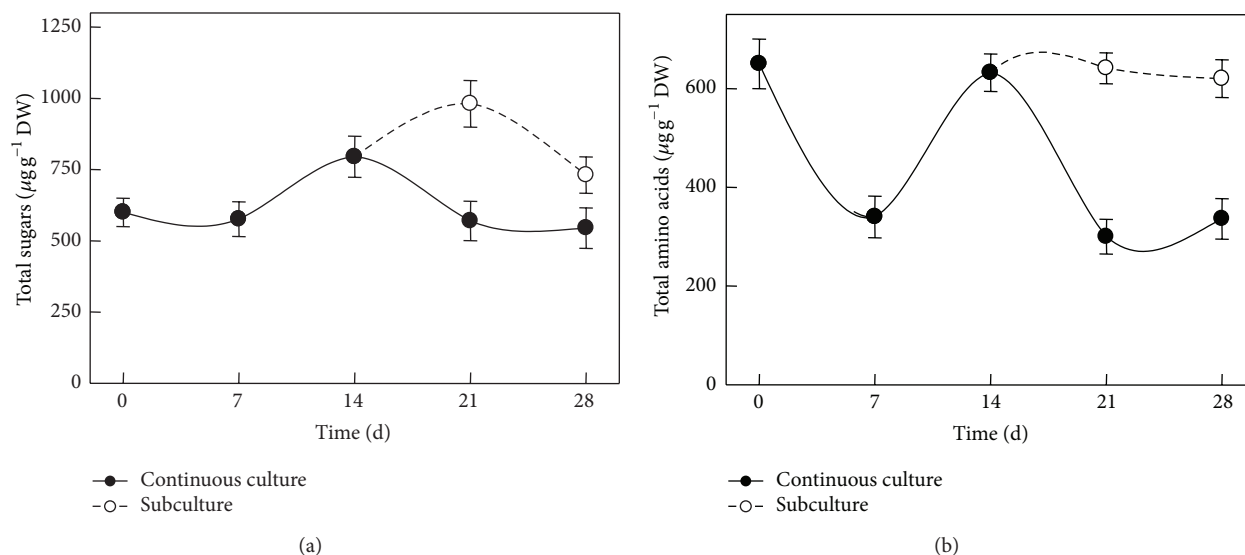 1250
1000
750
500
250
0
Total sugars (μg g⁻¹ DW)
0 7 14 21 28
Time (d)
Continuous culture
Subculture
(a)
600
400
200
0
Total amino acids (μg g⁻¹ DW)
0 7 14 21 28
Time (d)
Continuous culture
Subculture
(b)